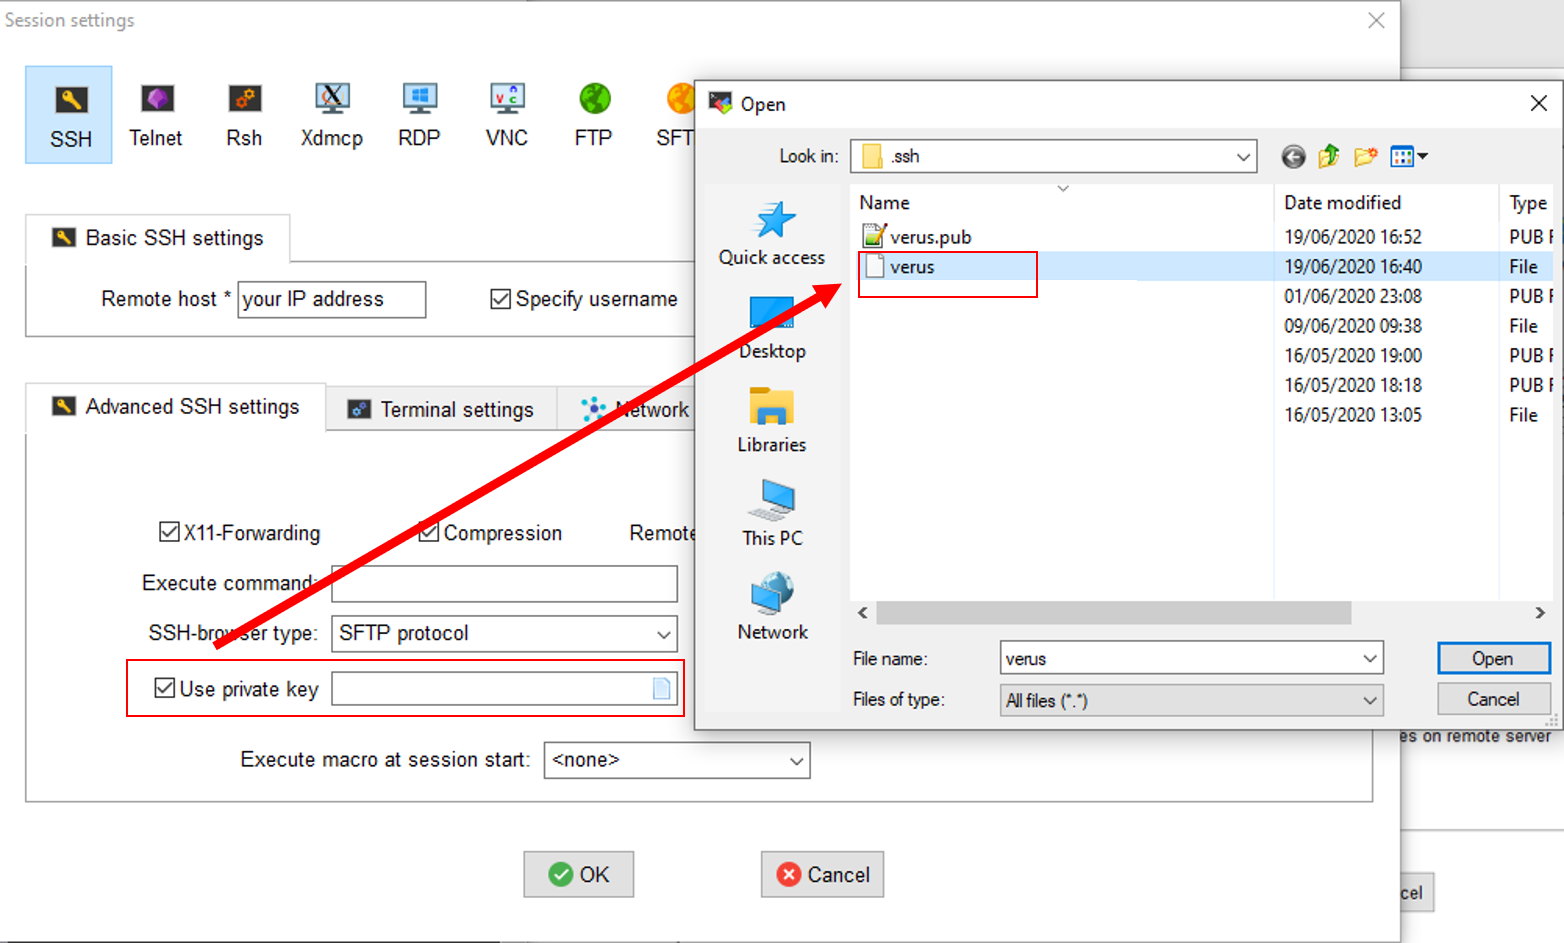 Session settings
SSH
Telnet
Rsh
Xdmcp
RDP
VNC
FTP
SFT
Basic SSH settings
Remote host * your IP address
Specify username
Advanced SSH settings
Terminal settings
Network
X11-Forwarding
Compression
Remote
Execute command:
SSH-browser type: SFTP protocol
Use private key
Execute macro at session start: <none>
OK
Cancel
Open
Look in: .ssh
Quick access
Desktop
Libraries
This PC
Network
Name Date modified Type
verus.pub 19/06/2020 16:52 PUB F
verus 19/06/2020 16:40 File
01/06/2020 23:08 PUB F
09/06/2020 09:38 File
16/05/2020 19:00 PUB F
16/05/2020 18:18 PUB F
16/05/2020 13:05 File
File name: verus
Open
Files of type: All files (*.*)
Cancel
es on remote server
cel